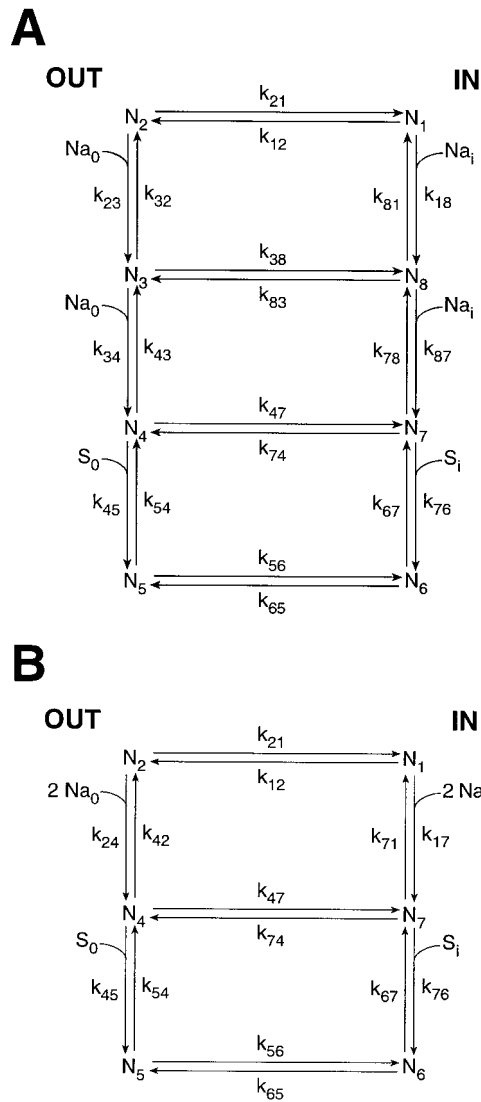 A
OUT IN
k21
N2 N1
k12
Na0 Nai
k23 k32 k81 k18
k38
N3 N8
k83
Na0 Nai
k34 k43 k78 k87
k47
N4 N7
k74
S0 Si
k45 k54 k67 k76
k56
N5 N6
k65
B
OUT IN
k21
N2 N1
k12
2 Na0 2 Na
k24 k42 k71 k17
k47
N4 N7
k74
S0 Si
k45 k54 k67 k76
k56
N5 N6
k65